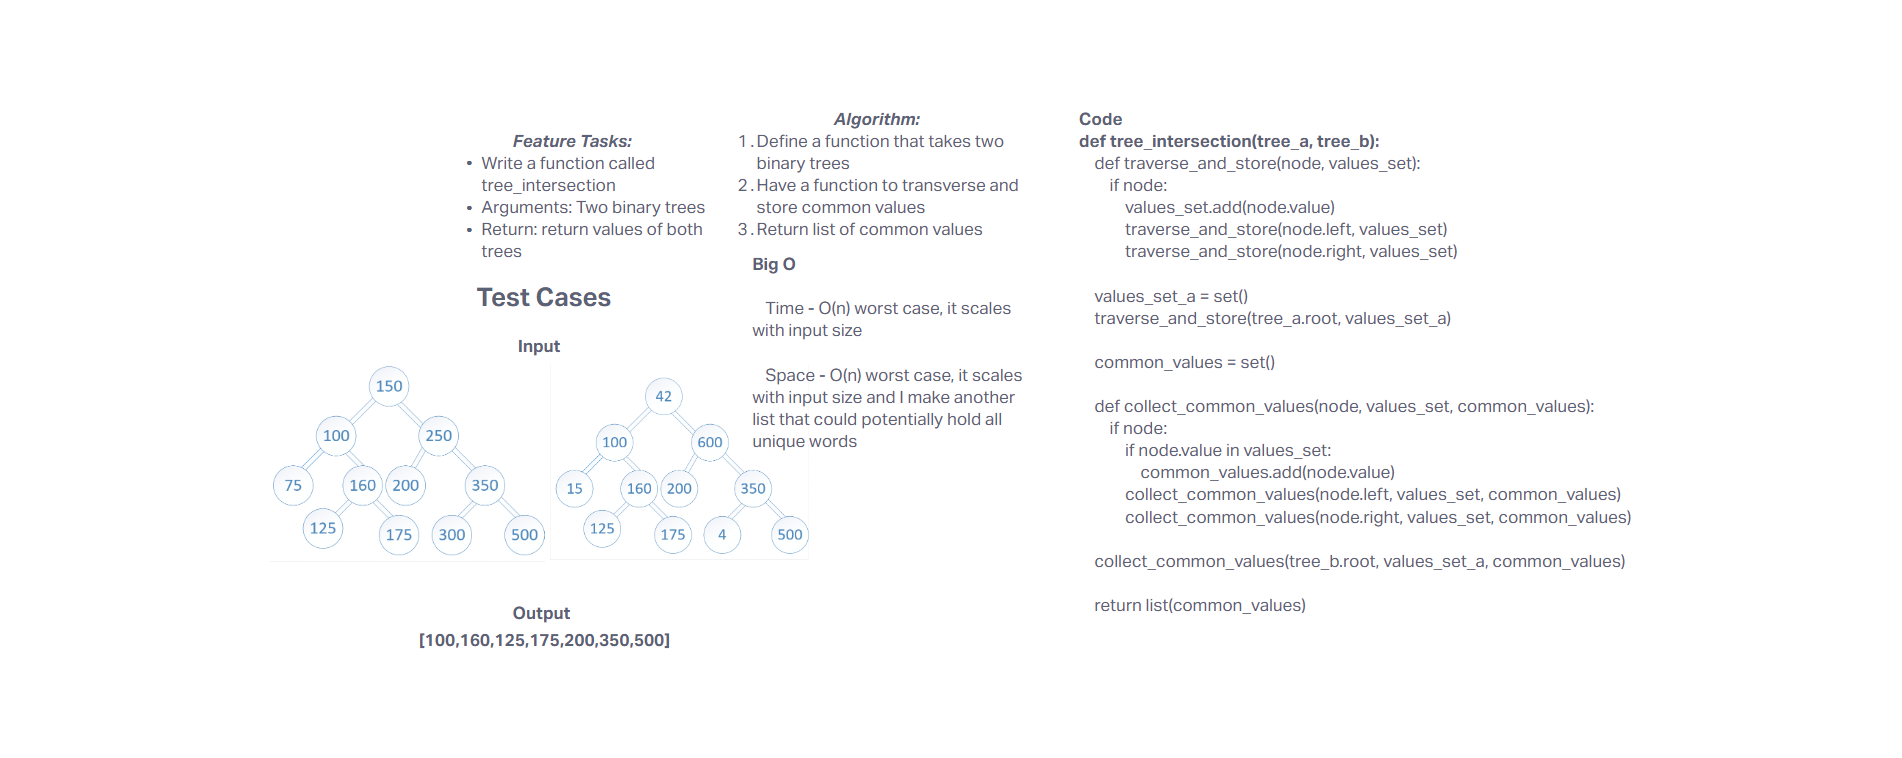 Feature Tasks:
• Write a function called
tree_intersection
• Arguments: Two binary trees
• Return: return values of both
trees
Algorithm:
1. Define a function that takes two
binary trees
2. Have a function to transverse and
store common values
3. Return list of common values
Big O
Time - O(n) worst case, it scales
with input size
Space - O(n) worst case, it scales
with input size and I make another
list that could potentially hold all
unique words
Test Cases
Input
150
100 250
75 160 200 350
125 175 300 500
42
100 600
15 160 200 350
125 175 4 500
Output
[100,160,125,175,200,350,500]
Code
def tree_intersection(tree_a, tree_b):
def traverse_and_store(node, values_set):
if node:
values_set.add(node.value)
traverse_and_store(node.left, values_set)
traverse_and_store(node.right, values_set)
values_set_a = set()
traverse_and_store(tree_a.root, values_set_a)
common_values = set()
def collect_common_values(node, values_set, common_values):
if node:
if node.value in values_set:
common_values.add(node.value)
collect_common_values(node.left, values_set, common_values)
collect_common_values(node.right, values_set, common_values)
collect_common_values(tree_b.root, values_set_a, common_values)
return list(common_values)